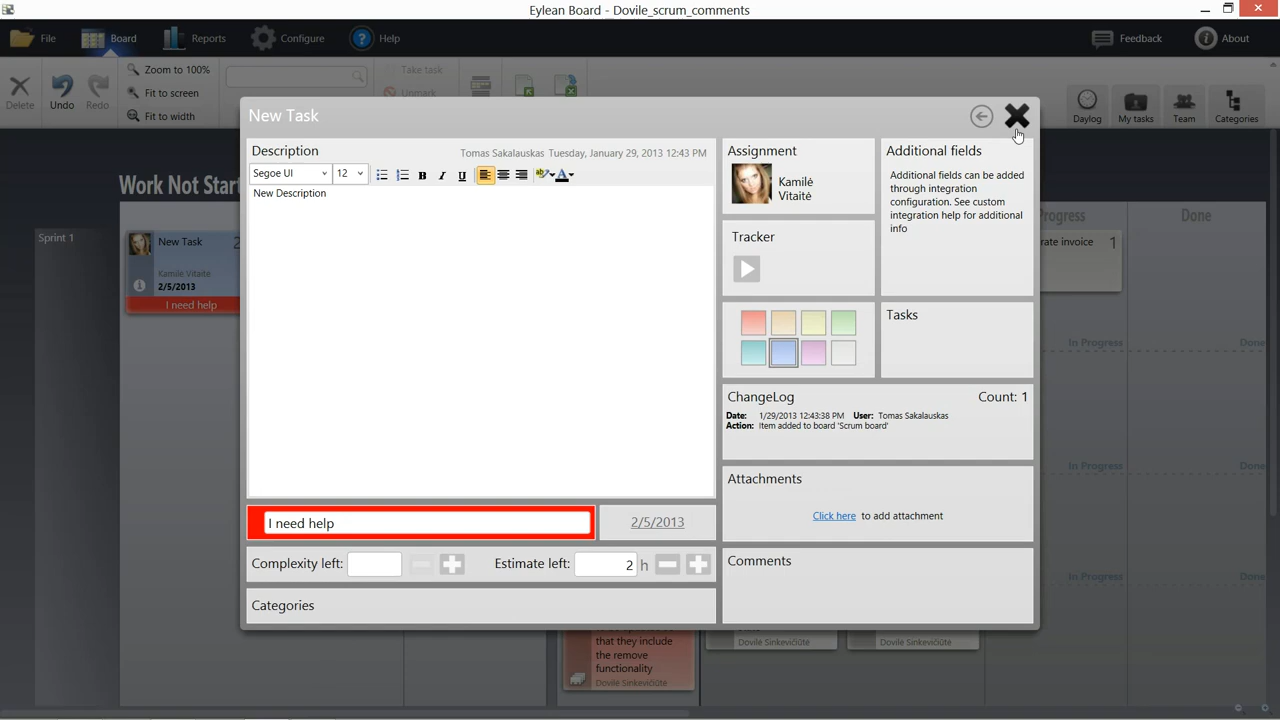 Eylean Board - Dovile_scrum_comments
File
Board
Reports
Configure
Help
Feedback
About
Delete
Undo
Redo
Zoom to 100%
Fit to screen
Fit to width
Take task
Unmark
Daylog
My tasks
Team
Categories
New Task
Work Not Start
Sprint 1
New Task 2
Kamilė Vitaitė
2/5/2013
I need help
Description
Tomas Sakalauskas Tuesday, January 29, 2013 12:43 PM
Segoe UI
12
B I U
New Description
I need help
2/5/2013
Complexity left:
Estimate left: 2 h
Categories
Assignment
Kamilė
Vitaitė
Tracker
Additional fields
Additional fields can be added
through integration
configuration. See custom
integration help for additional
info
Tasks
ChangeLog
Count: 1
Date: 1/29/2013 12:43:38 PM User: Tomas Sakalauskas
Action: Item added to board 'Scrum board'
Attachments
Click here to add attachment
Comments
Progress
Done
rate invoice 1
In Progress
Done
In Progress
Done
In Progress
Done
that they include
the remove
functionality
Dovilė Sinkevičiūtė
Dovilė Sinkevičiūtė
Dovilė Sinkevičiūtė